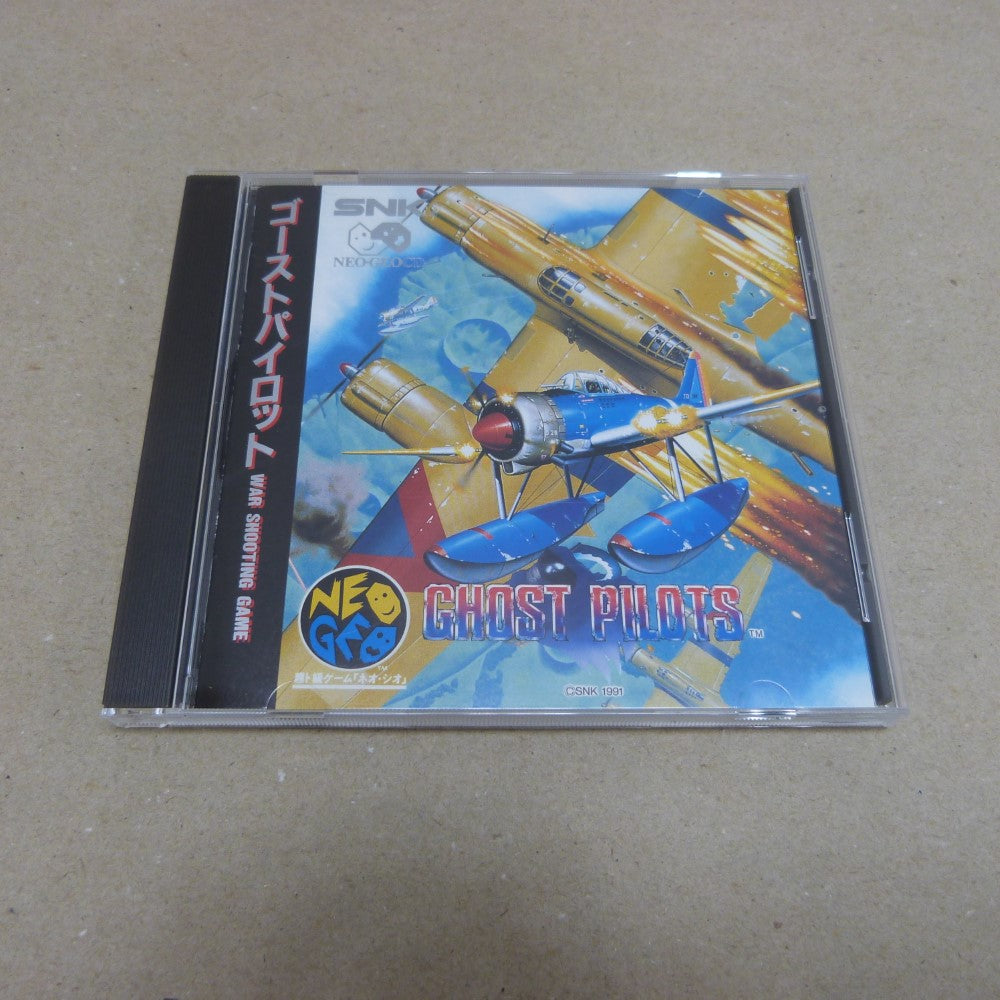 ゴーストパイロット WAR SHOOTING GAME
SNK
NEO•GEO CD
NEO
GEO
TM
GHOST PILOTS TM
©SNK 1991